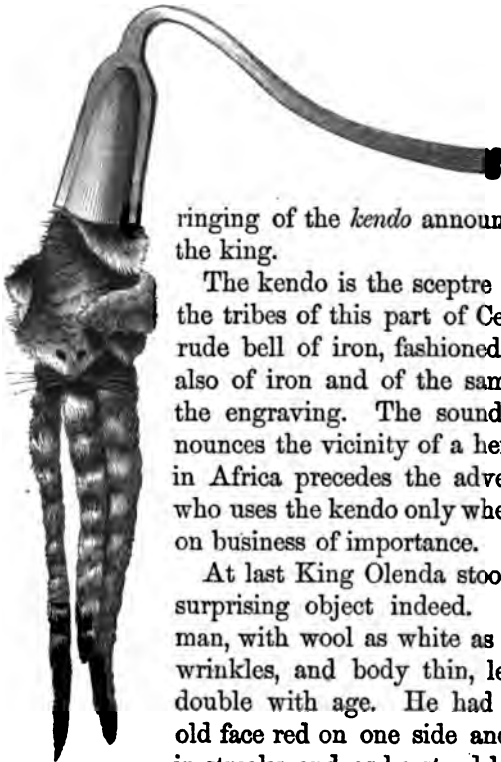 ringing of the kendo announ
the king.
The kendo is the sceptre
the tribes of this part of Ce
rude bell of iron, fashioned
also of iron and of the sam
the engraving. The sound
nounces the vicinity of a he
in Africa precedes the adve
who uses the kendo only whe
on business of importance.
At last King Olenda stoo
surprising object indeed.
man, with wool as white as
wrinkles, and body thin, le
double with age. He had
old face red on one side and